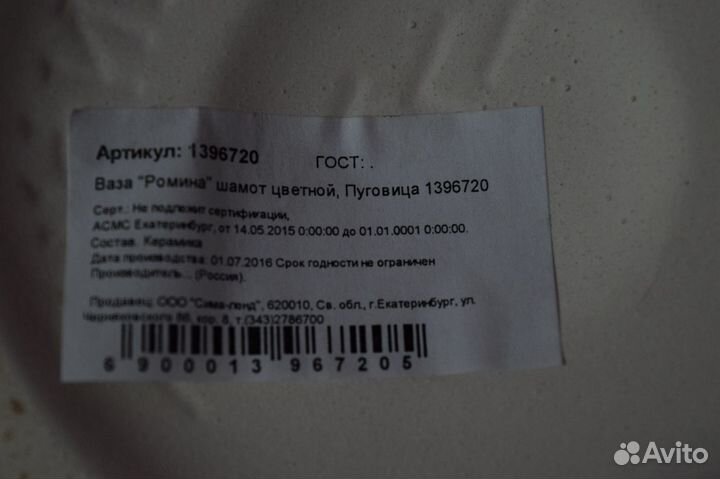 Артикул: 1396720 ГОСТ: .
Ваза "Ромина" шамот цветной, Пуговица 1396720
Серт.: Не подлежит сертификации,
АСМС Екатеринбург, от 14.05.2015 0:00:00 до 01.01.0001 0:00:00.
Состав. Керамика
Дата производства: 01.07.2016 Срок годности не ограничен
Производитель... (Россия).
Продавец: ООО "Сима-ленд", 620010, Св. обл., г.Екатеринбург, ул.
Черняховского 86, кор. 8, т.(343)2786700
6 900013 967205
Avito